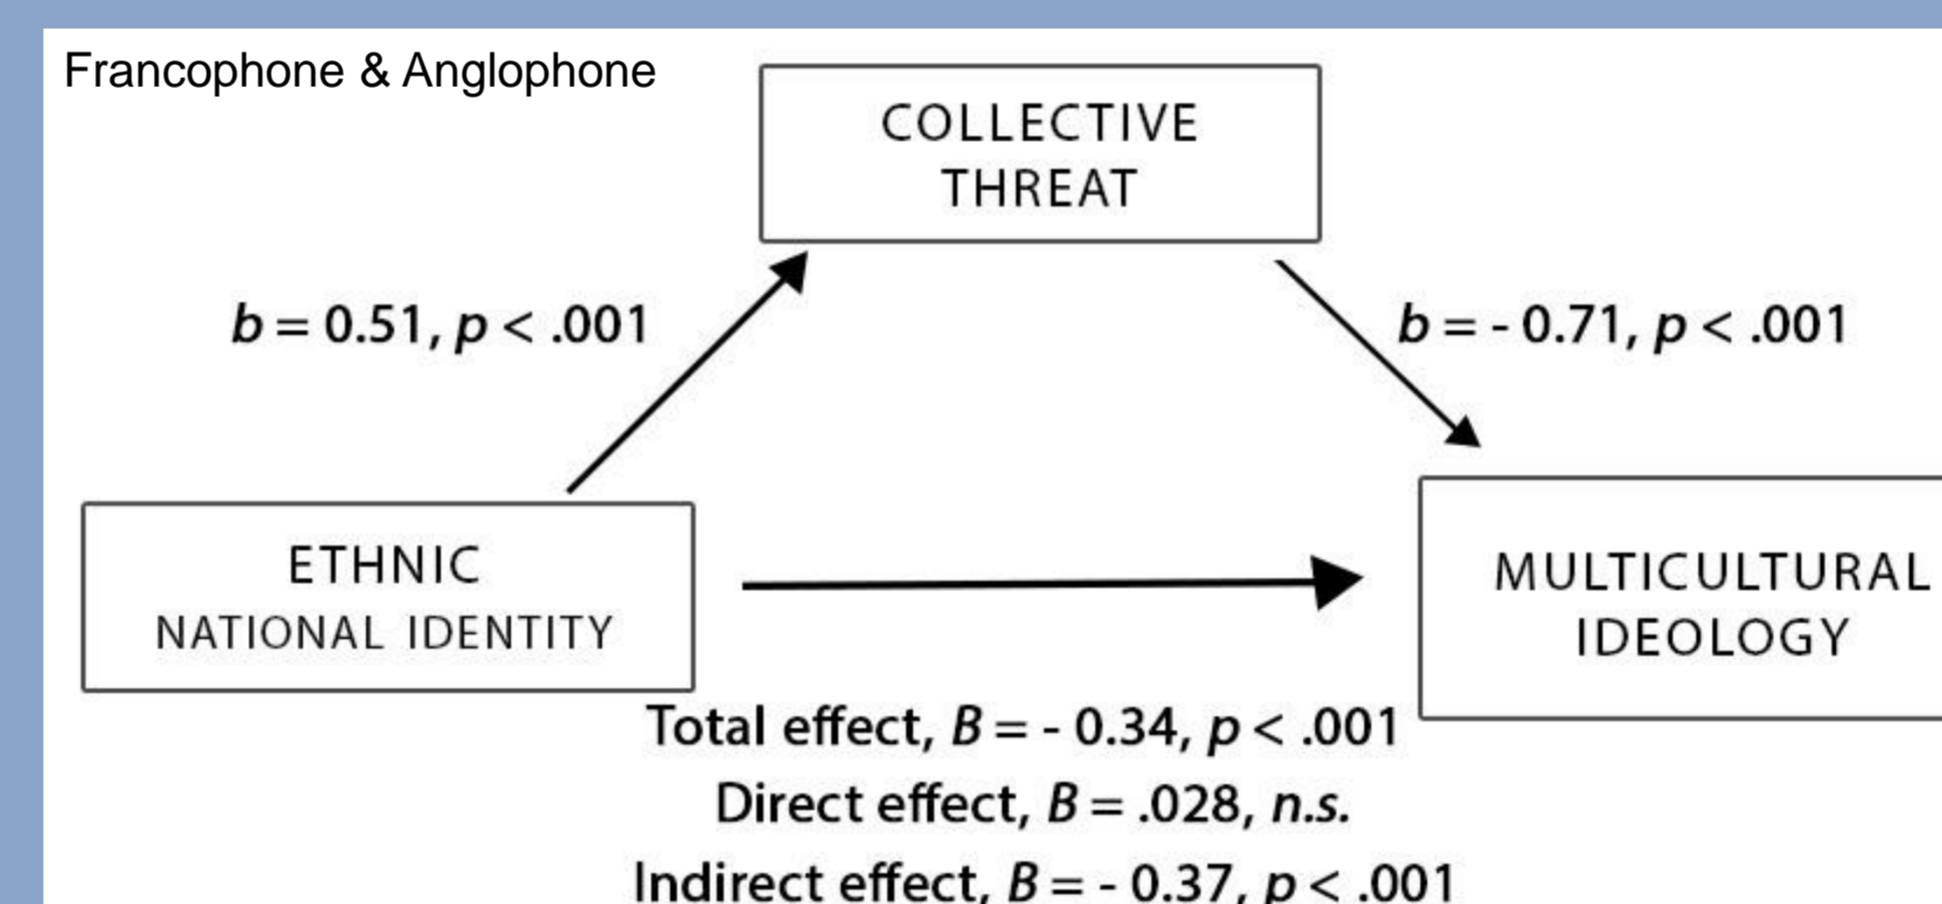 Francophone & Anglophone
COLLECTIVE
THREAT
b = 0.51, p < .001
b = - 0.71, p < .001
ETHNIC
NATIONAL IDENTITY
MULTICULTURAL
IDEOLOGY
Total effect, B = - 0.34, p < .001
Direct effect, B = .028, n.s.
Indirect effect, B = - 0.37, p < .001